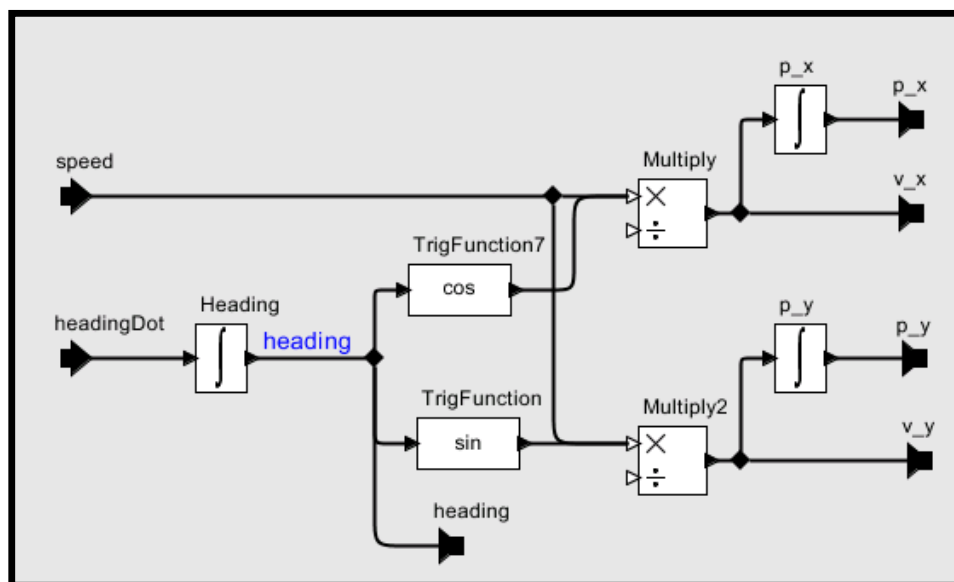 p_x
p_x
speed
Multiply
×
÷
v_x
TrigFunction7
cos
Heading
∫
headingDot
heading
p_y
p_y
∫
TrigFunction
sin
Multiply2
×
÷
v_y
heading
∫